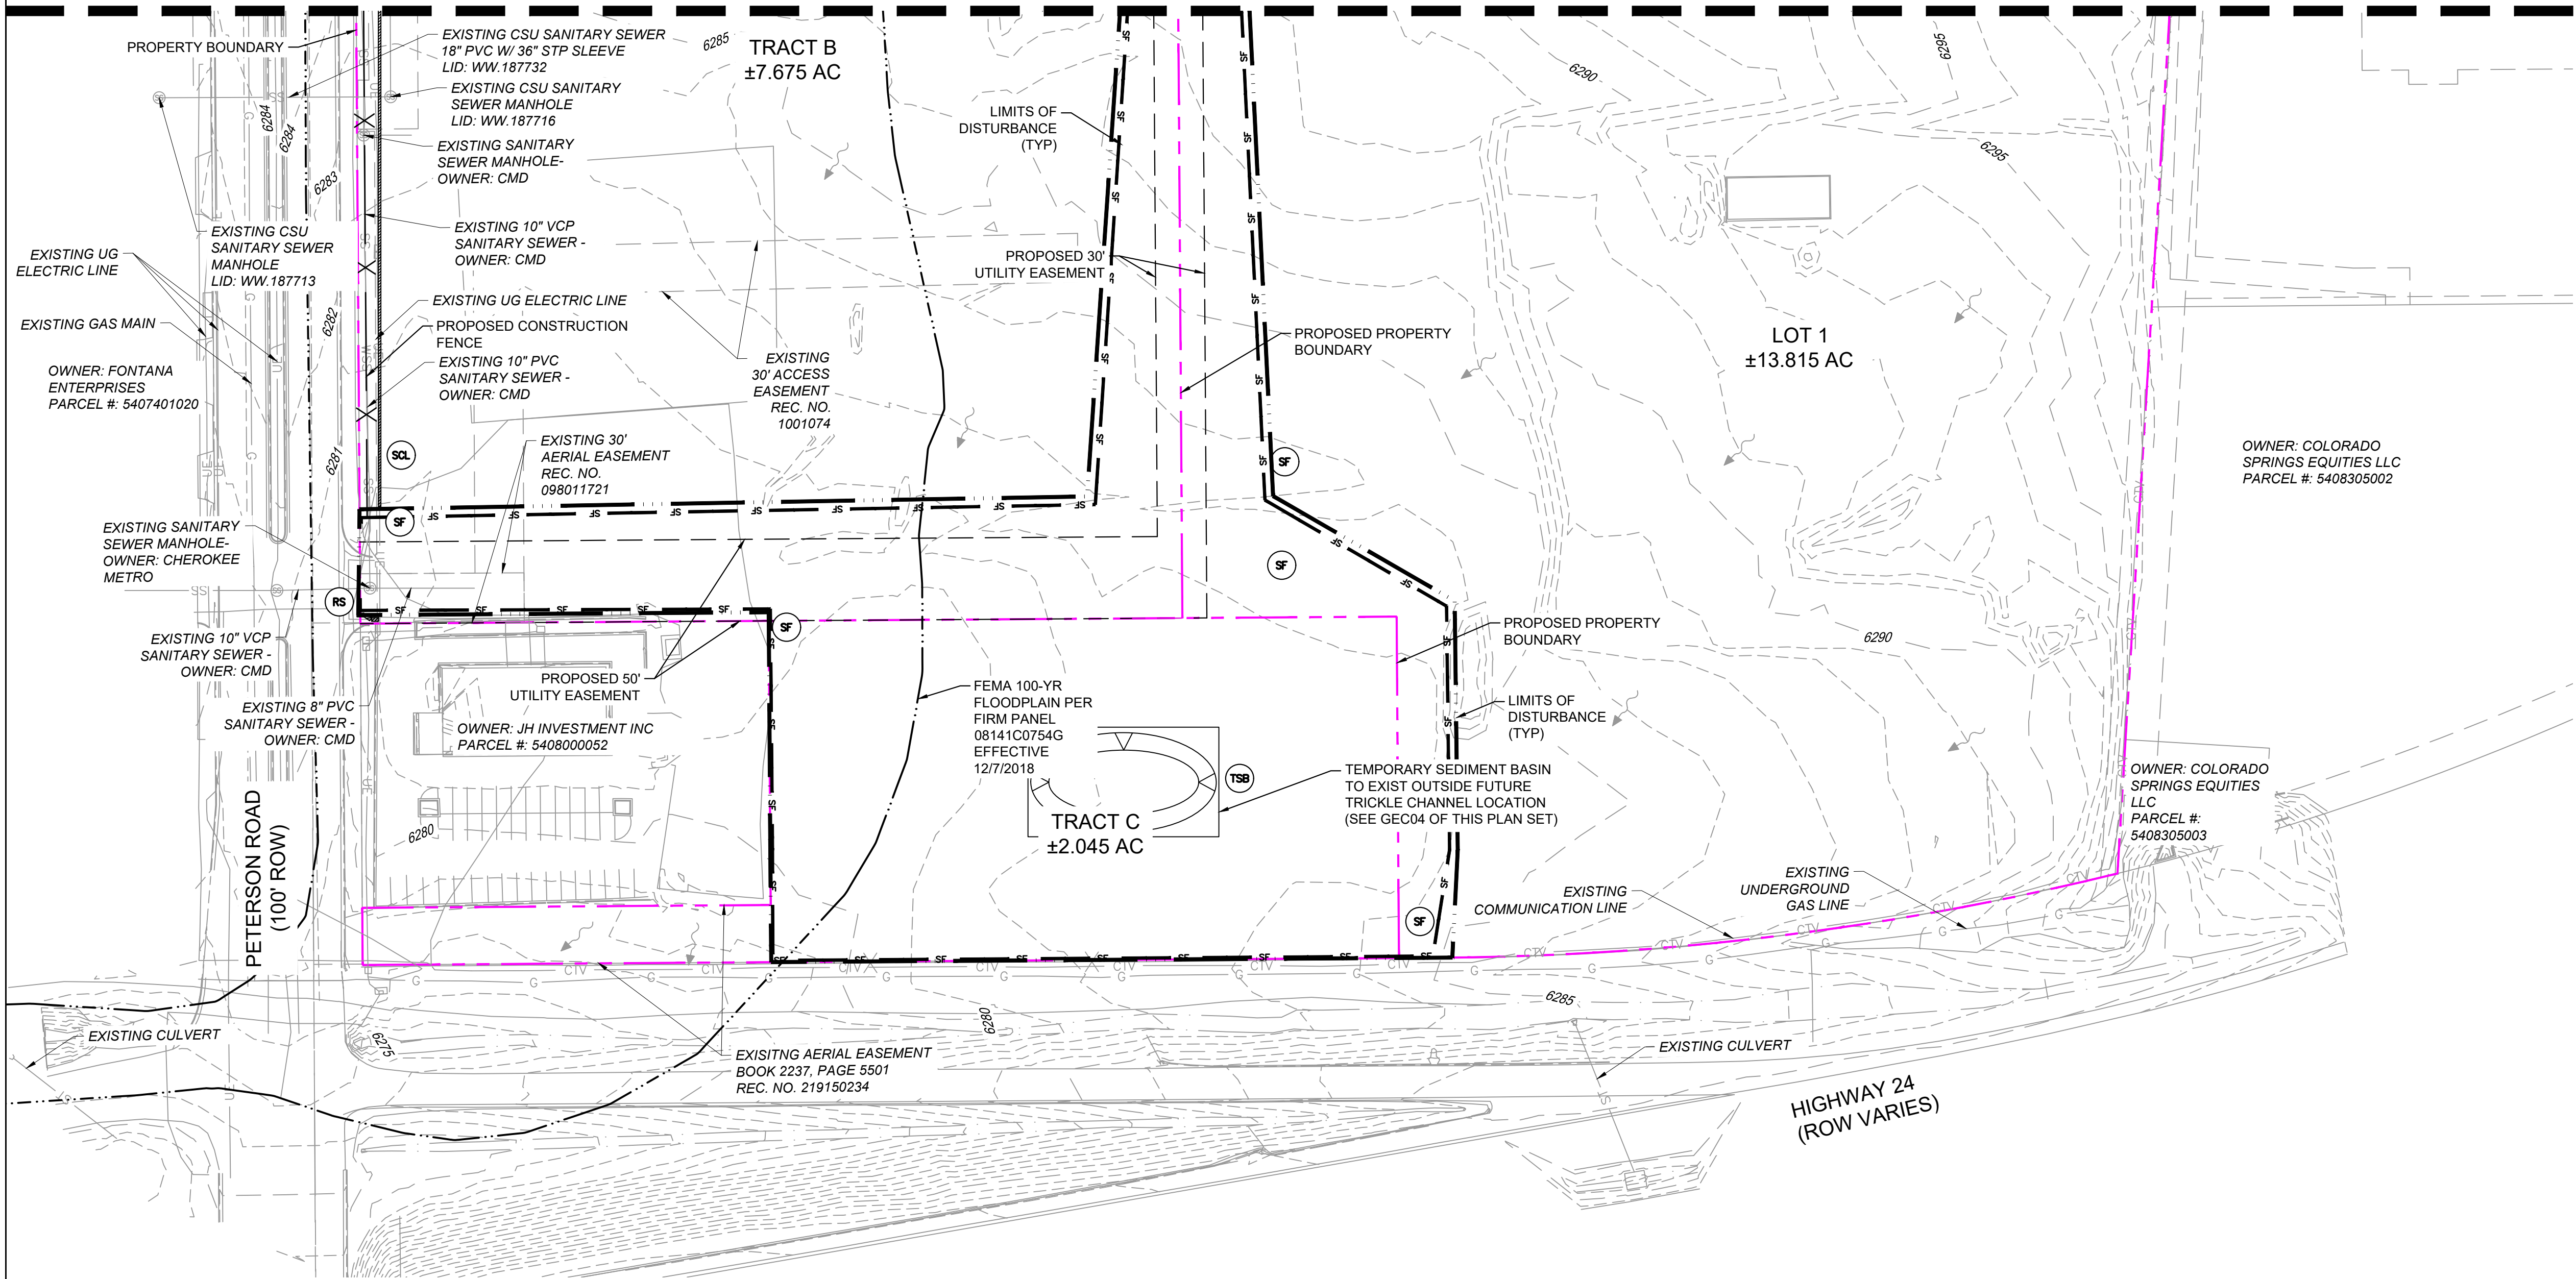 PROPERTY BOUNDARY
EXISTING CSU SANITARY SEWER
18" PVC W/ 36" STP SLEEVE
LID: WW.187732
EXISTING CSU SANITARY
SEWER MANHOLE
LID: WW.187716
EXISTING SANITARY
SEWER MANHOLE-
OWNER: CMD
6285
TRACT B
±7.675 AC
LIMITS OF
DISTURBANCE
(TYP)
6290
6295
6295
6284
6284
6283
EXISTING CSU
SANITARY SEWER
MANHOLE
LID: WW.187713
EXISTING UG
ELECTRIC LINE
EXISTING 10" VCP
SANITARY SEWER -
OWNER: CMD
PROPOSED 30'
UTILITY EASEMENT
EXISTING UG ELECTRIC LINE
EXISTING GAS MAIN
6282
PROPOSED CONSTRUCTION
FENCE
EXISTING 10" PVC
SANITARY SEWER -
OWNER: CMD
PROPOSED PROPERTY
BOUNDARY
LOT 1
±13.815 AC
OWNER: FONTANA
ENTERPRISES
PARCEL #: 5407401020
EXISTING
30' ACCESS
EASEMENT
REC. NO.
1001074
6281
SCL
EXISTING 30'
AERIAL EASEMENT
REC. NO.
098011721
SF
OWNER: COLORADO
SPRINGS EQUITIES LLC
PARCEL #: 5408305002
SF
EXISTING SANITARY
SEWER MANHOLE-
OWNER: CHEROKEE
METRO
SF
RS
SF
EXISTING 10" VCP
SANITARY SEWER -
OWNER: CMD
PROPOSED PROPERTY
BOUNDARY
6290
PROPOSED 50'
UTILITY EASEMENT
EXISTING 8" PVC
SANITARY SEWER -
OWNER: CMD
OWNER: JH INVESTMENT INC
PARCEL #: 5408000052
FEMA 100-YR
FLOODPLAIN PER
FIRM PANEL
08141C0754G
EFFECTIVE
12/7/2018
LIMITS OF
DISTURBANCE
(TYP)
TSB
TEMPORARY SEDIMENT BASIN
TO EXIST OUTSIDE FUTURE
TRICKLE CHANNEL LOCATION
(SEE GEC04 OF THIS PLAN SET)
OWNER: COLORADO
SPRINGS EQUITIES
LLC
PARCEL #:
5408305003
TRACT C
±2.045 AC
6280
PETERSON ROAD
(100' ROW)
EXISTING
COMMUNICATION LINE
EXISTING
UNDERGROUND
GAS LINE
SF
6285
6280
EXISTING CULVERT
6275
EXISITNG AERIAL EASEMENT
BOOK 2237, PAGE 5501
REC. NO. 219150234
EXISTING CULVERT
HIGHWAY 24
(ROW VARIES)